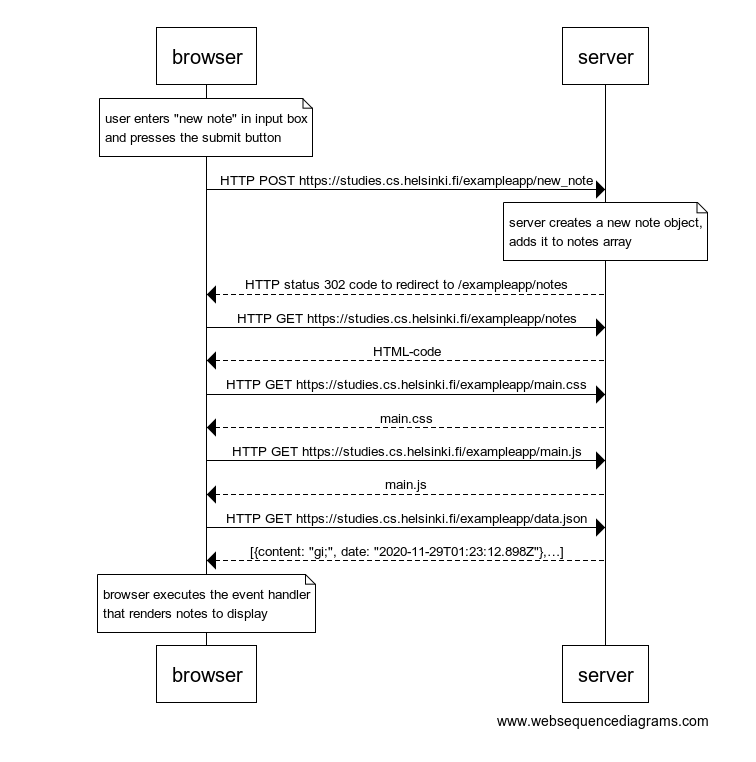 browser
server
user enters "new note" in input box
and presses the submit button
HTTP POST https://studies.cs.helsinki.fi/exampleapp/new_note
server creates a new note object,
adds it to notes array
HTTP status 302 code to redirect to /exampleapp/notes
HTTP GET https://studies.cs.helsinki.fi/exampleapp/notes
HTML-code
HTTP GET https://studies.cs.helsinki.fi/exampleapp/main.css
main.css
HTTP GET https://studies.cs.helsinki.fi/exampleapp/main.js
main.js
HTTP GET https://studies.cs.helsinki.fi/exampleapp/data.json
[{content: "gi;", date: "2020-11-29T01:23:12.898Z"},…]
browser executes the event handler
that renders notes to display
browser
server
www.websequencediagrams.com